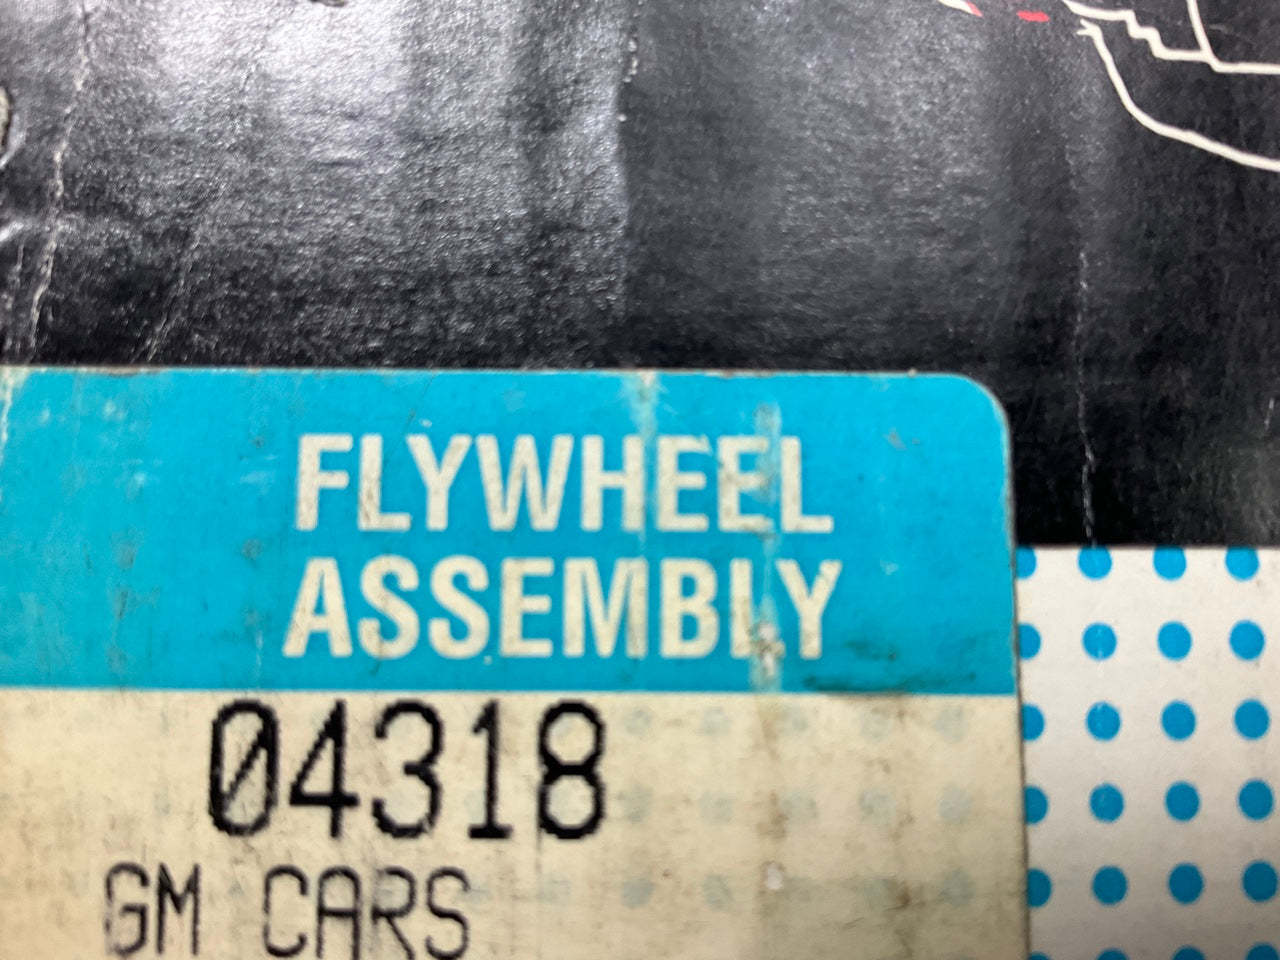 FLYWHEEL
ASSEMBLY
04318
GM CARS